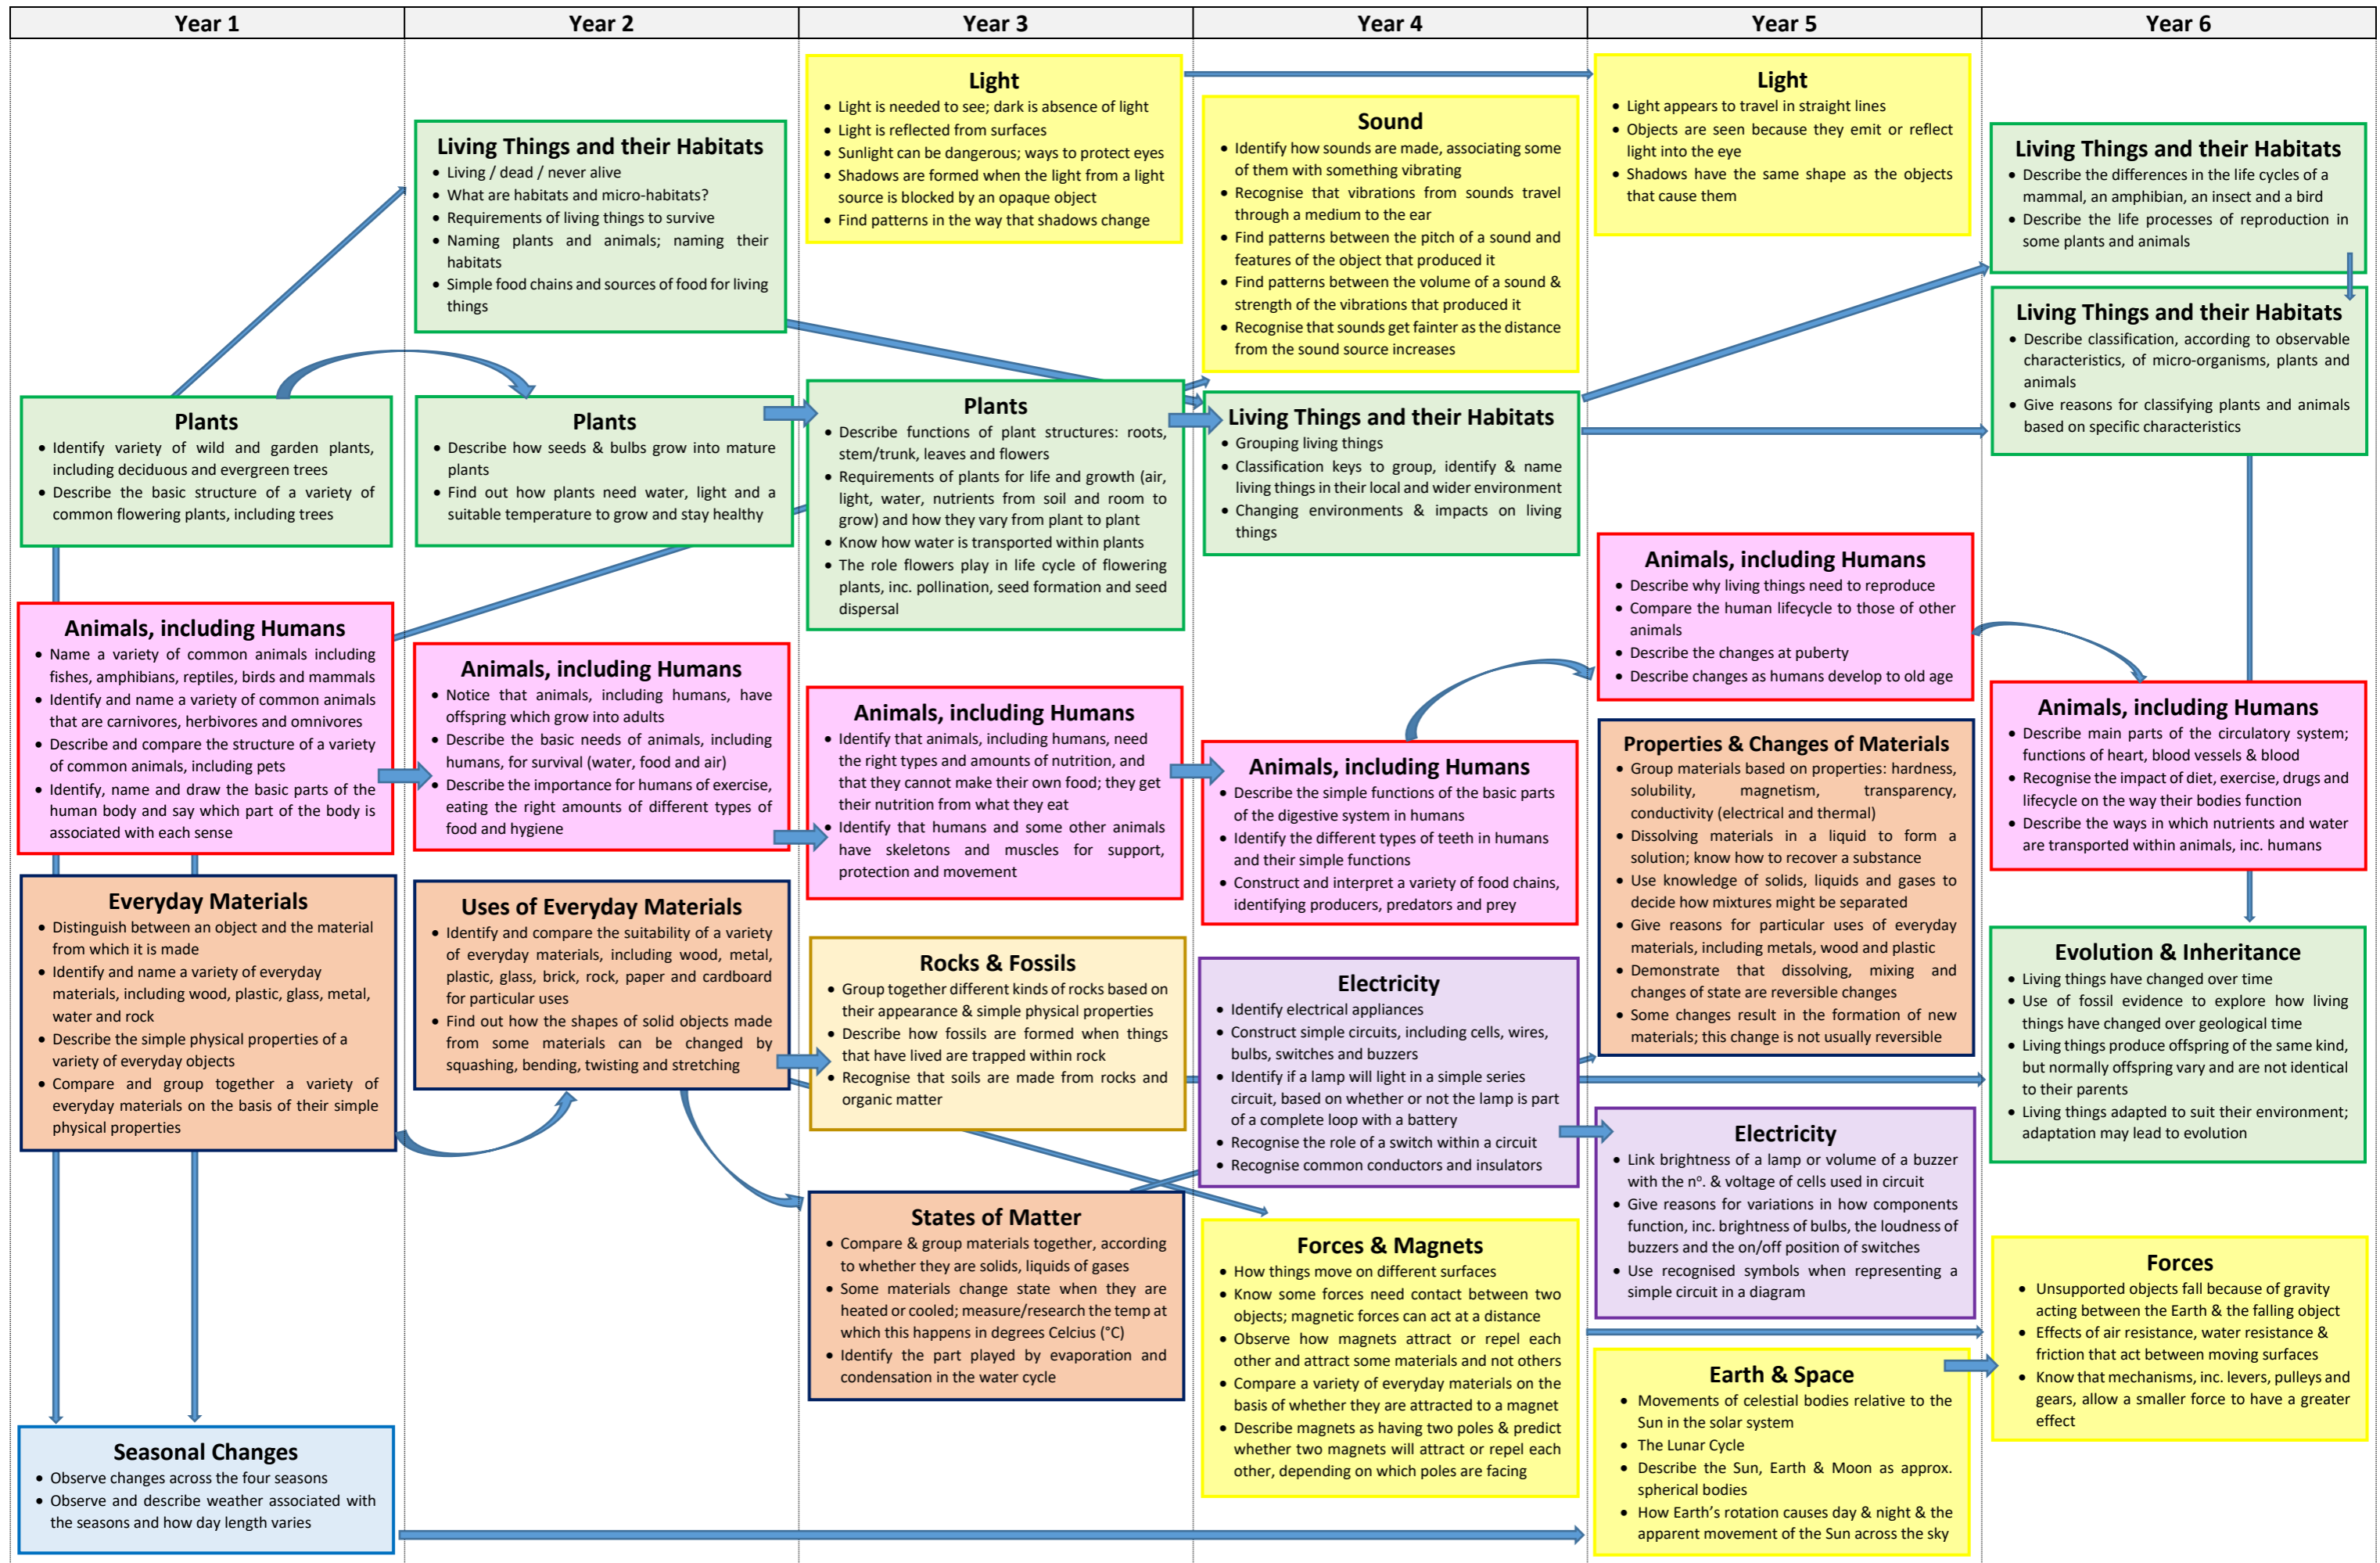 Year 1
Year 2
Year 3
Year 4
Year 5
Year 6
Plants
• Identify variety of wild and garden plants,
including deciduous and evergreen trees
• Describe the basic structure of a variety of
common flowering plants, including trees
Animals, including Humans
• Name a variety of common animals including
fishes, amphibians, reptiles, birds and mammals
• Identify and name a variety of common animals
that are carnivores, herbivores and omnivores
• Describe and compare the structure of a variety
of common animals, including pets
• Identify, name and draw the basic parts of the
human body and say which part of the body is
associated with each sense
Everyday Materials
• Distinguish between an object and the material
from which it is made
• Identify and name a variety of everyday
materials, including wood, plastic, glass, metal,
water and rock
• Describe the simple physical properties of a
variety of everyday objects
• Compare and group together a variety of
everyday materials on the basis of their simple
physical properties
Seasonal Changes
• Observe changes across the four seasons
• Observe and describe weather associated with
the seasons and how day length varies
Living Things and their Habitats
• Living / dead / never alive
• What are habitats and micro-habitats?
• Requirements of living things to survive
• Naming plants and animals; naming their
habitats
• Simple food chains and sources of food for living
things
Plants
• Describe how seeds & bulbs grow into mature
plants
• Find out how plants need water, light and a
suitable temperature to grow and stay healthy
Animals, including Humans
• Notice that animals, including humans, have
offspring which grow into adults
• Describe the basic needs of animals, including
humans, for survival (water, food and air)
• Describe the importance for humans of exercise,
eating the right amounts of different types of
food and hygiene
Uses of Everyday Materials
• Identify and compare the suitability of a variety
of everyday materials, including wood, metal,
plastic, glass, brick, rock, paper and cardboard
for particular uses
• Find out how the shapes of solid objects made
from some materials can be changed by
squashing, bending, twisting and stretching
Light
• Light is needed to see; dark is absence of light
• Light is reflected from surfaces
• Sunlight can be dangerous; ways to protect eyes
• Shadows are formed when the light from a light
source is blocked by an opaque object
• Find patterns in the way that shadows change
Plants
• Describe functions of plant structures: roots,
stem/trunk, leaves and flowers
• Requirements of plants for life and growth (air,
light, water, nutrients from soil and room to
grow) and how they vary from plant to plant
• Know how water is transported within plants
• The role flowers play in life cycle of flowering
plants, inc. pollination, seed formation and seed
dispersal
Animals, including Humans
• Identify that animals, including humans, need
the right types and amounts of nutrition, and
that they cannot make their own food; they get
their nutrition from what they eat
• Identify that humans and some other animals
have skeletons and muscles for support,
protection and movement
Rocks & Fossils
• Group together different kinds of rocks based on
their appearance & simple physical properties
• Describe how fossils are formed when things
that have lived are trapped within rock
• Recognise that soils are made from rocks and
organic matter
States of Matter
• Compare & group materials together, according
to whether they are solids, liquids of gases
• Some materials change state when they are
heated or cooled; measure/research the temp at
which this happens in degrees Celcius (°C)
• Identify the part played by evaporation and
condensation in the water cycle
Sound
• Identify how sounds are made, associating some
of them with something vibrating
• Recognise that vibrations from sounds travel
through a medium to the ear
• Find patterns between the pitch of a sound and
features of the object that produced it
• Find patterns between the volume of a sound &
strength of the vibrations that produced it
• Recognise that sounds get fainter as the distance
from the sound source increases
Living Things and their Habitats
• Grouping living things
• Classification keys to group, identify & name
living things in their local and wider environment
• Changing environments & impacts on living
things
Animals, including Humans
• Describe the simple functions of the basic parts
of the digestive system in humans
• Identify the different types of teeth in humans
and their simple functions
• Construct and interpret a variety of food chains,
identifying producers, predators and prey
Electricity
• Identify electrical appliances
• Construct simple circuits, including cells, wires,
bulbs, switches and buzzers
• Identify if a lamp will light in a simple series
circuit, based on whether or not the lamp is part
of a complete loop with a battery
• Recognise the role of a switch within a circuit
• Recognise common conductors and insulators
Forces & Magnets
• How things move on different surfaces
• Know some forces need contact between two
objects; magnetic forces can act at a distance
• Observe how magnets attract or repel each
other and attract some materials and not others
• Compare a variety of everyday materials on the
basis of whether they are attracted to a magnet
• Describe magnets as having two poles & predict
whether two magnets will attract or repel each
other, depending on which poles are facing
Light
• Light appears to travel in straight lines
• Objects are seen because they emit or reflect
light into the eye
• Shadows have the same shape as the objects
that cause them
Animals, including Humans
• Describe why living things need to reproduce
• Compare the human lifecycle to those of other
animals
• Describe the changes at puberty
• Describe changes as humans develop to old age
Properties & Changes of Materials
• Group materials based on properties: hardness,
solubility, magnetism, transparency,
conductivity (electrical and thermal)
• Dissolving materials in a liquid to form a
solution; know how to recover a substance
• Use knowledge of solids, liquids and gases to
decide how mixtures might be separated
• Give reasons for particular uses of everyday
materials, including metals, wood and plastic
• Demonstrate that dissolving, mixing and
changes of state are reversible changes
• Some changes result in the formation of new
materials; this change is not usually reversible
Electricity
• Link brightness of a lamp or volume of a buzzer
with the nº. & voltage of cells used in circuit
• Give reasons for variations in how components
function, inc. brightness of bulbs, the loudness of
buzzers and the on/off position of switches
• Use recognised symbols when representing a
simple circuit in a diagram
Earth & Space
• Movements of celestial bodies relative to the
Sun in the solar system
• The Lunar Cycle
• Describe the Sun, Earth & Moon as approx.
spherical bodies
• How Earth's rotation causes day & night & the
apparent movement of the Sun across the sky
Living Things and their Habitats
• Describe the differences in the life cycles of a
mammal, an amphibian, an insect and a bird
• Describe the life processes of reproduction in
some plants and animals
Living Things and their Habitats
• Describe classification, according to observable
characteristics, of micro-organisms, plants and
animals
• Give reasons for classifying plants and animals
based on specific characteristics
Animals, including Humans
• Describe main parts of the circulatory system;
functions of heart, blood vessels & blood
• Recognise the impact of diet, exercise, drugs and
lifecycle on the way their bodies function
• Describe the ways in which nutrients and water
are transported within animals, inc. humans
Evolution & Inheritance
• Living things have changed over time
• Use of fossil evidence to explore how living
things have changed over geological time
• Living things produce offspring of the same kind,
but normally offspring vary and are not identical
to their parents
• Living things adapted to suit their environment;
adaptation may lead to evolution
Forces
• Unsupported objects fall because of gravity
acting between the Earth & the falling object
• Effects of air resistance, water resistance &
friction that act between moving surfaces
• Know that mechanisms, inc. levers, pulleys and
gears, allow a smaller force to have a greater
effect